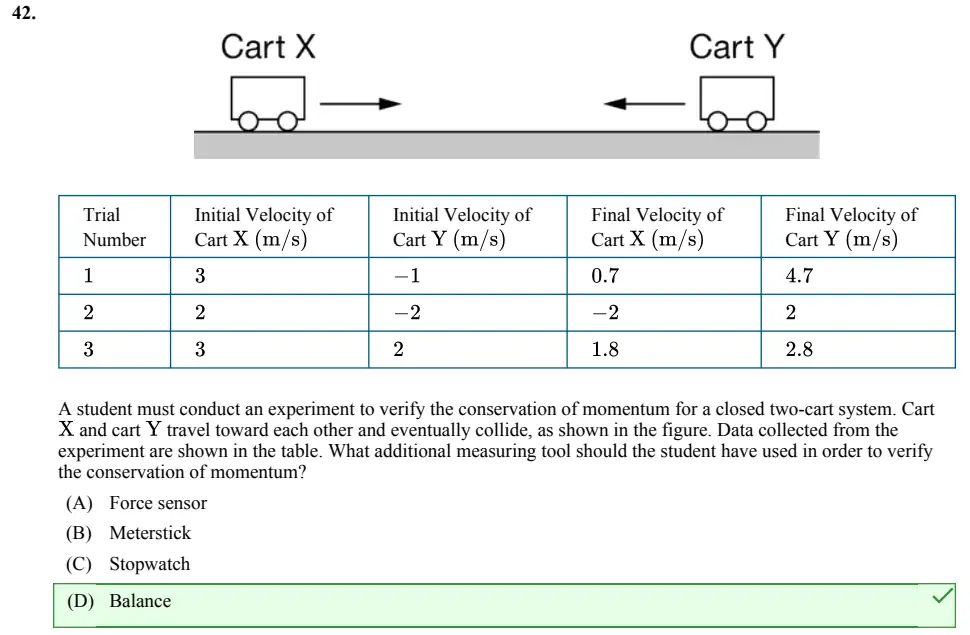 42.
Cart X
Cart Y
Trial Number
Initial Velocity of Cart X (m/s)
Initial Velocity of Cart Y (m/s)
Final Velocity of Cart X (m/s)
Final Velocity of Cart Y (m/s)
1 3 −1 0.7 4.7
2 2 −2 −2 2
3 3 2 1.8 2.8
A student must conduct an experiment to verify the conservation of momentum for a closed two-cart system. Cart
X and cart Y travel toward each other and eventually collide, as shown in the figure. Data collected from the
experiment are shown in the table. What additional measuring tool should the student have used in order to verify
the conservation of momentum?
(A) Force sensor
(B) Meterstick
(C) Stopwatch
(D) Balance